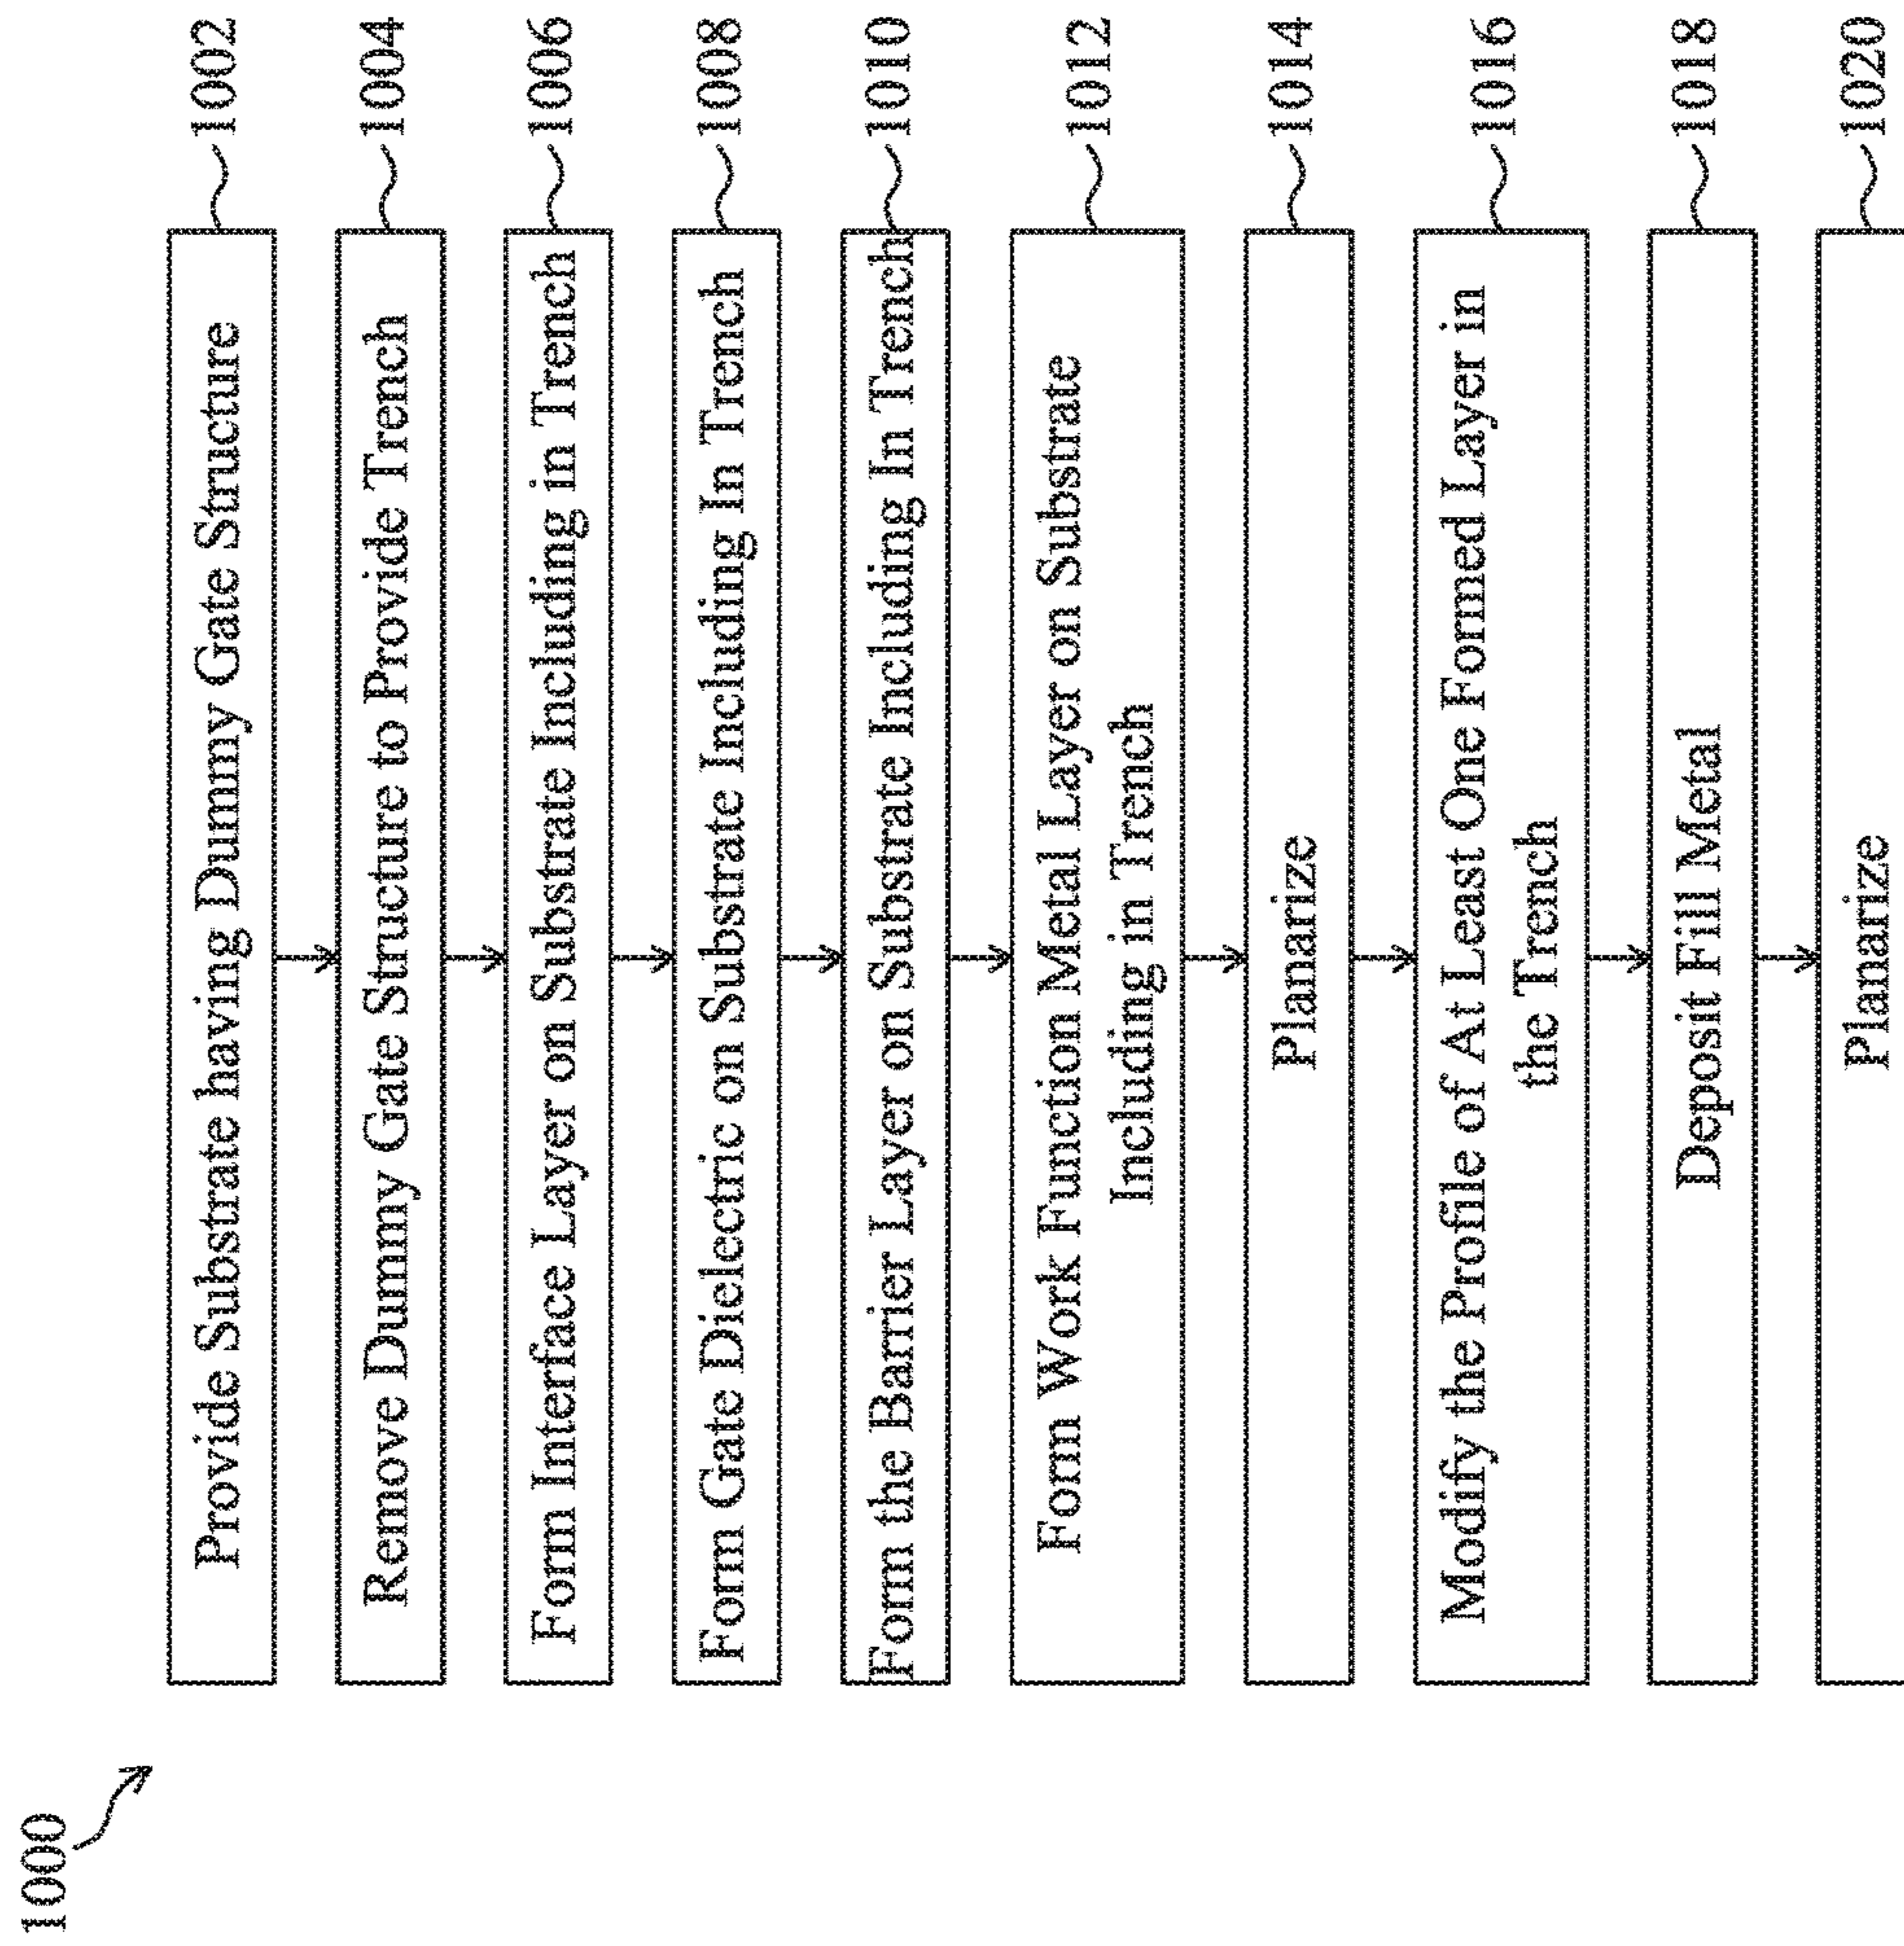 1000
Provide Substrate having Dummy Gate Structure
1002
Remove Dummy Gate Structure to Provide Trench
1004
Form Interface Layer on Substrate Including in Trench
1006
Form Gate Dielectric on Substrate Including In Trench
1008
Form the Barrier Layer on Substrate Including In Trench
1010
Form Work Function Metal Layer on Substrate
Including in Trench
1012
Planarize
1014
Modify the Profile of At Least One Formed Layer in
the Trench
1016
Deposit Fill Metal
1018
Planarize
1020